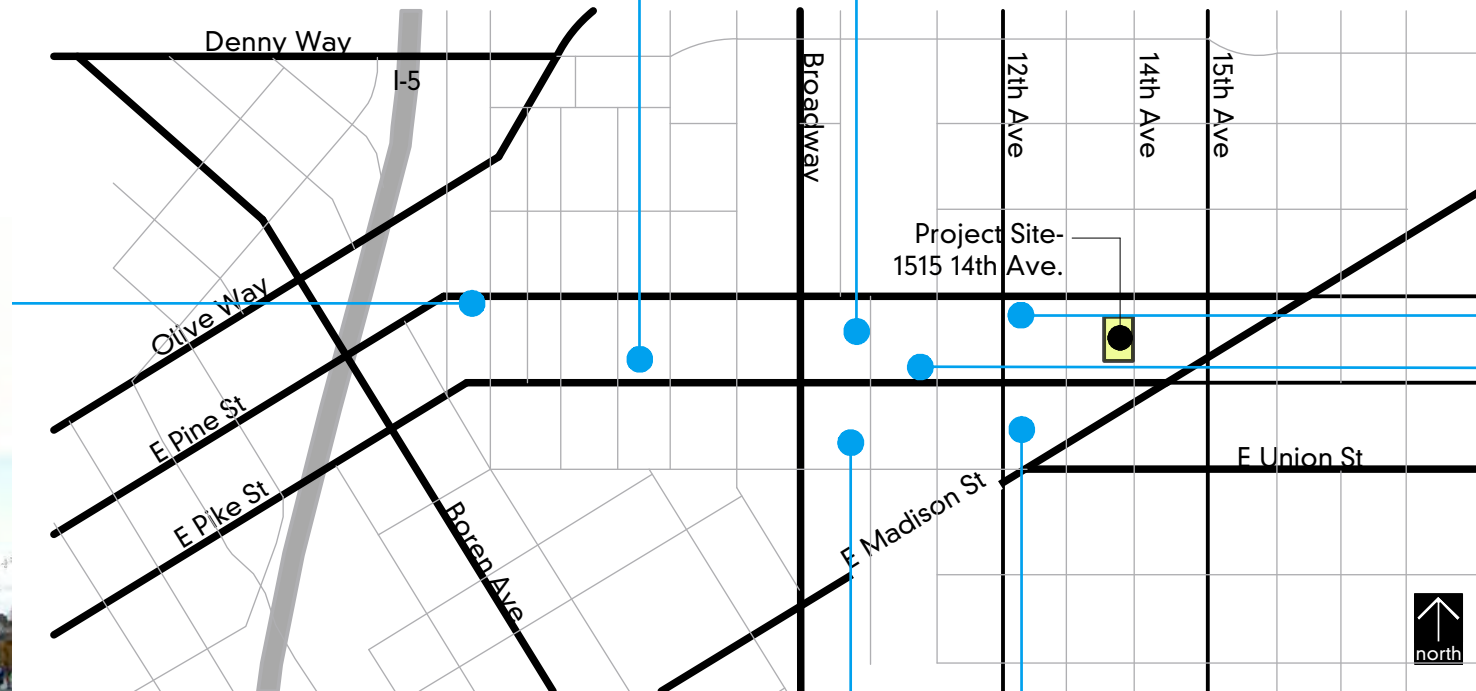 Denny Way
I-5
Broadway
12th Ave
14th Ave
15th Ave
Project Site-
1515 14th Ave.
Olive Way
E Pine St
E Pike St
Boren Ave
E Madison St
E Union St
north